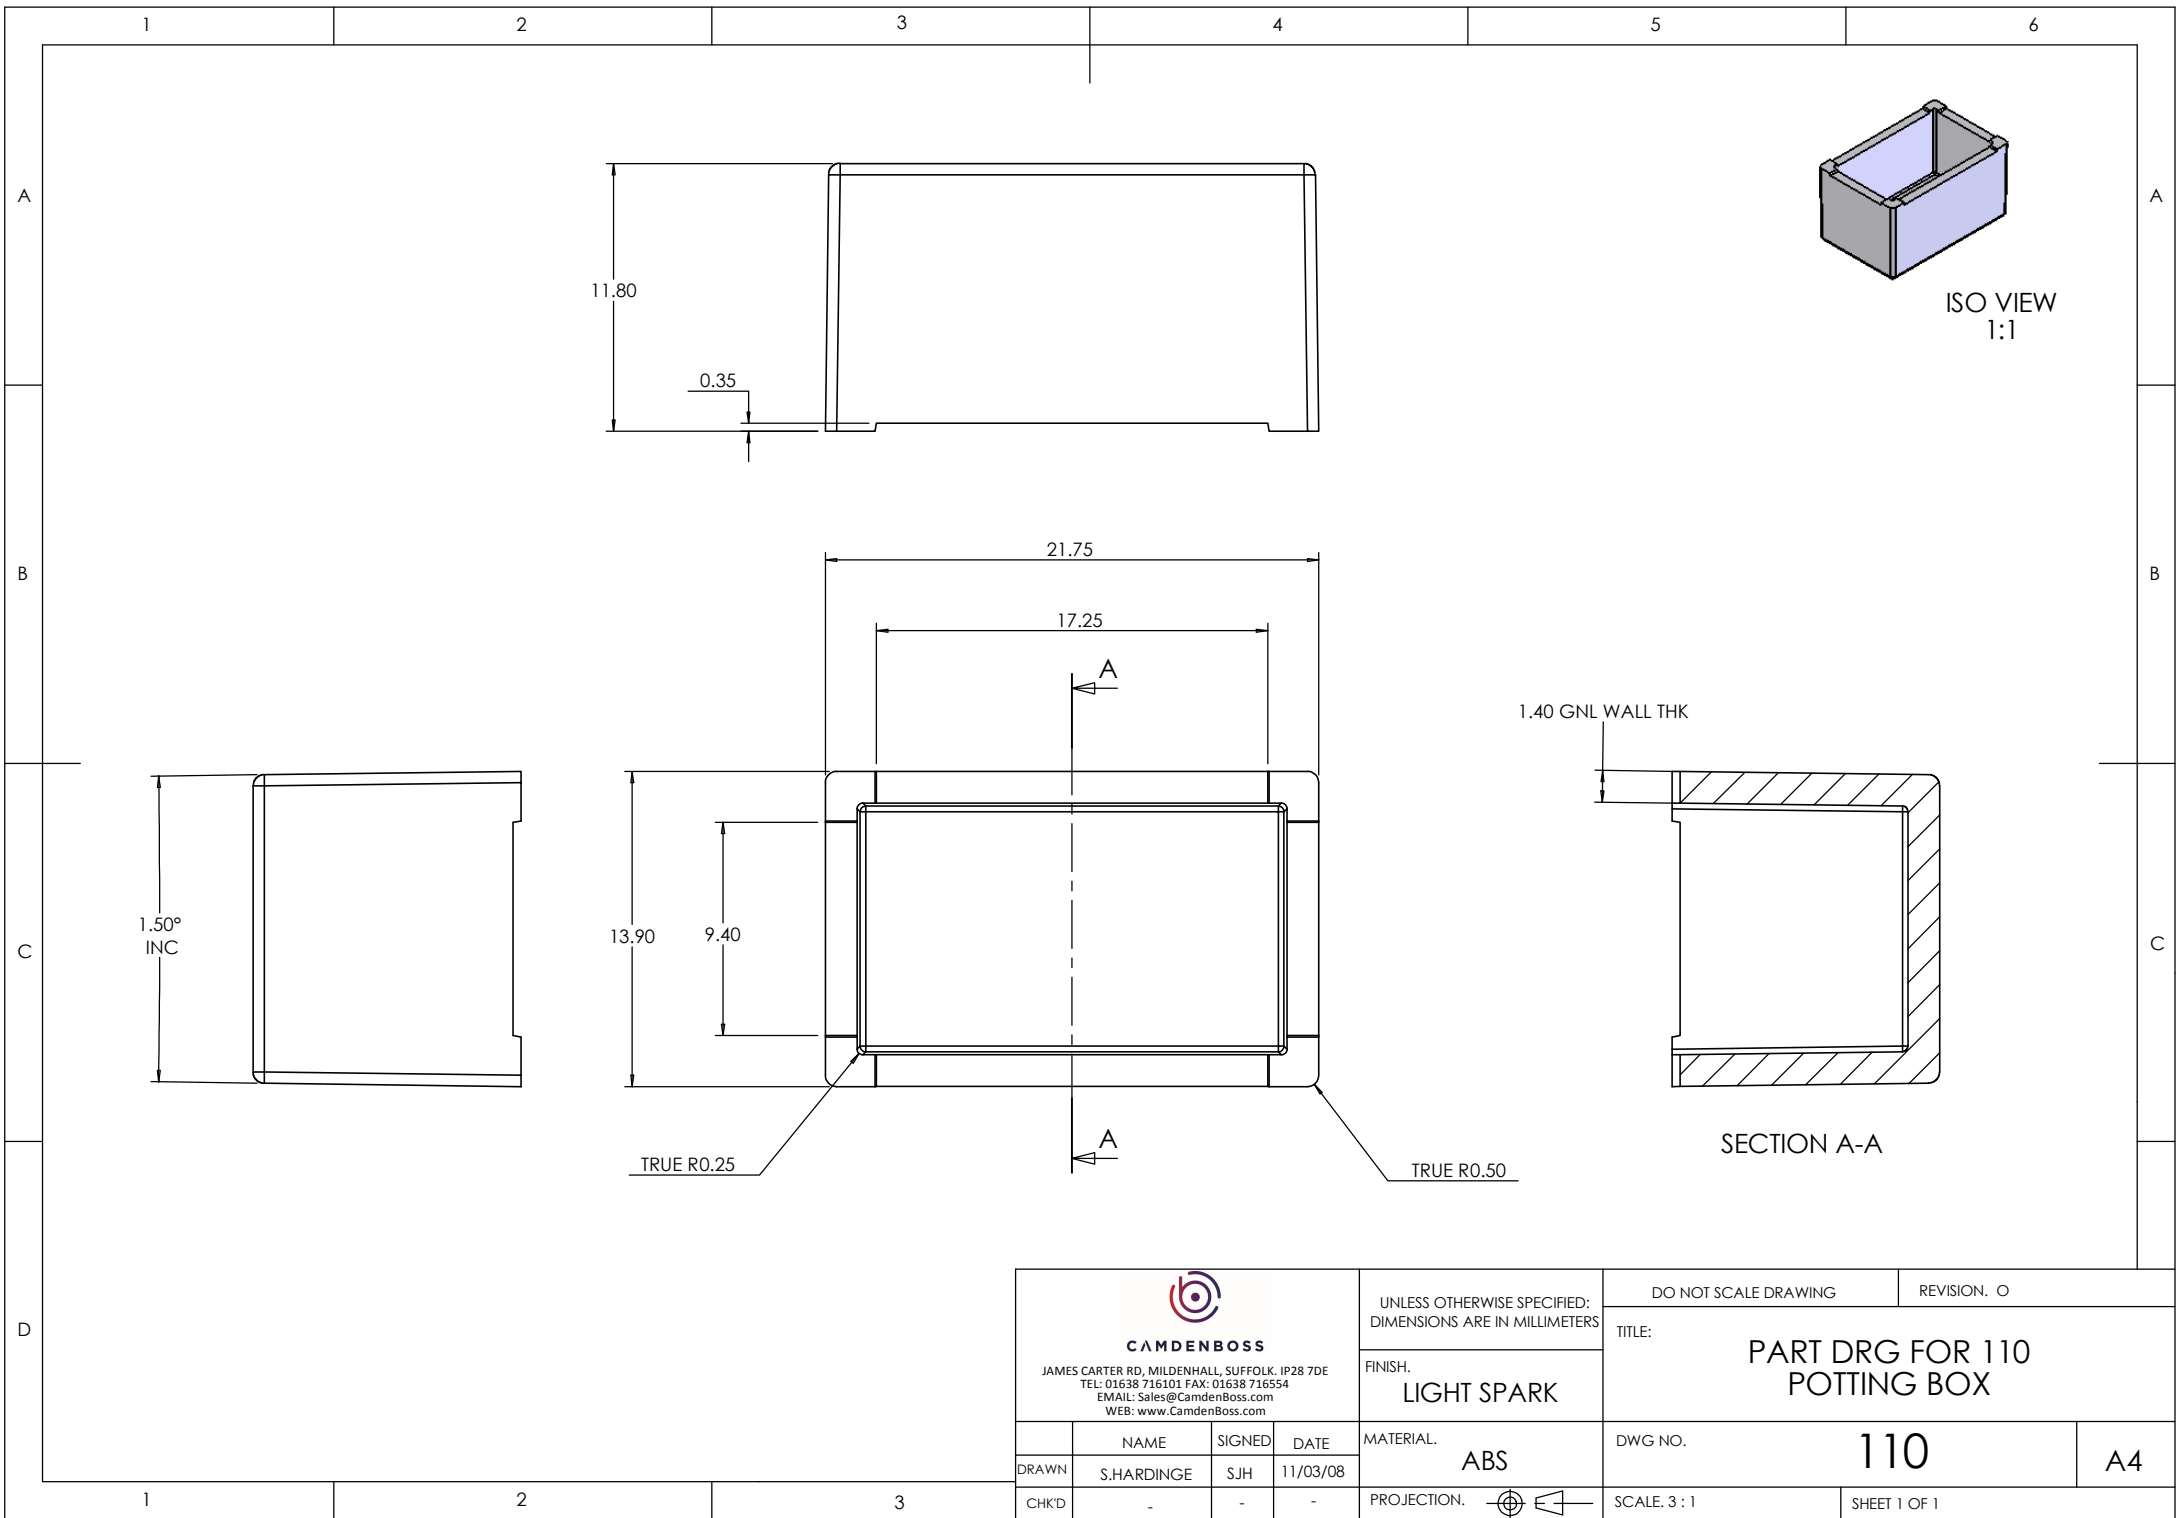 1 2 3 4 5 6
A A
ISO VIEW
1:1
11.80
0.35
B B
21.75
17.25
A
1.40 GNL WALL THK
1.50°
INC
13.90
9.40
C C
A
SECTION A-A
TRUE R0.25
TRUE R0.50
D
CAMDENBOSS
JAMES CARTER RD, MILDENHALL, SUFFOLK. IP28 7DE
TEL: 01638 716101 FAX: 01638 716554
EMAIL: Sales@CamdenBoss.com
WEB: www.CamdenBoss.com
UNLESS OTHERWISE SPECIFIED:
DIMENSIONS ARE IN MILLIMETERS
FINISH.
LIGHT SPARK
DO NOT SCALE DRAWING
REVISION. O
TITLE:
PART DRG FOR 110
POTTING BOX
NAME SIGNED DATE
DRAWN S.HARDINGE SJH 11/03/08
CHK'D - - -
MATERIAL.
ABS
PROJECTION.
DWG NO.
110
A4
SCALE. 3 : 1
SHEET 1 OF 1
1 2 3